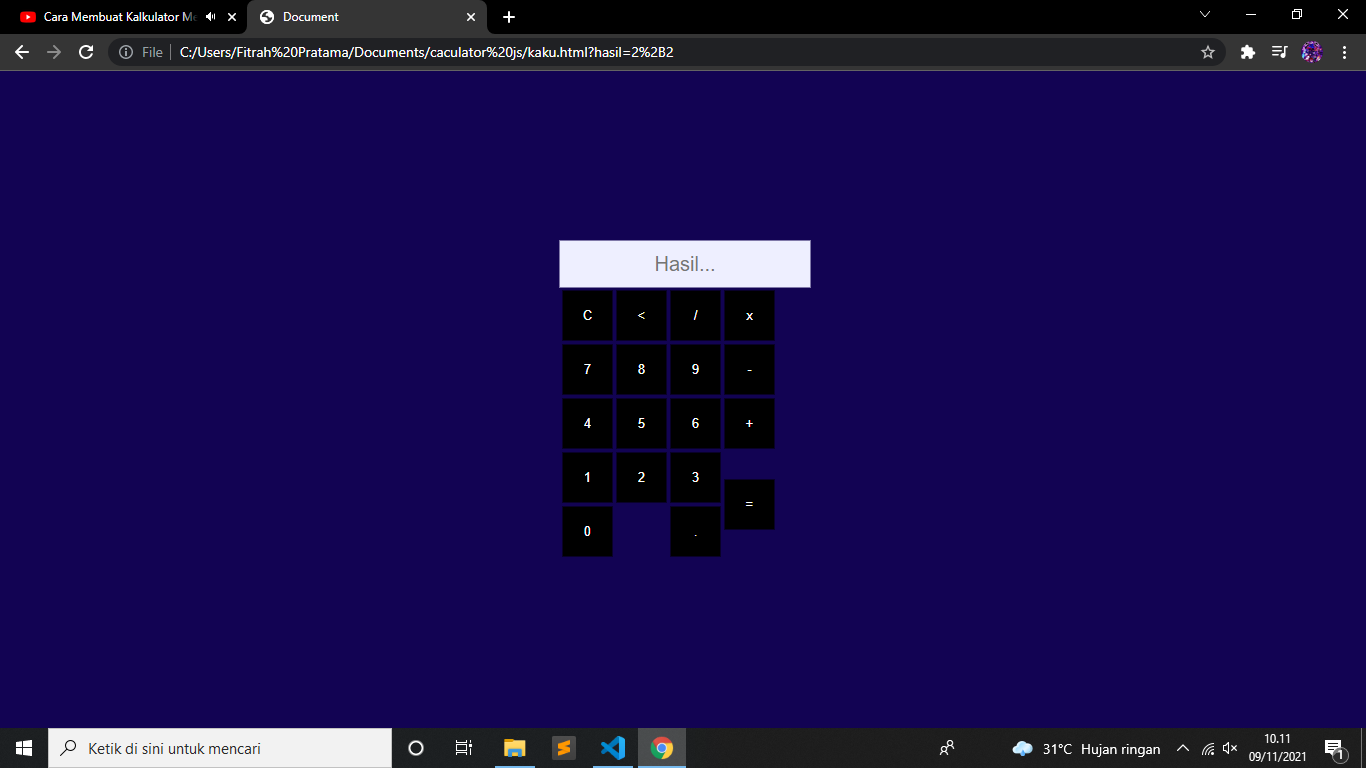 Cara Membuat Kalkulator Me
Document
File
C:/Users/Fitrah%20Pratama/Documents/caculator%20js/kaku.html?hasil=2%2B2
Hasil...
C < / x
7 8 9 -
4 5 6 +
1 2 3
=
0 .
Ketik di sini untuk mencari
31°C Hujan ringan
10.11
09/11/2021
1